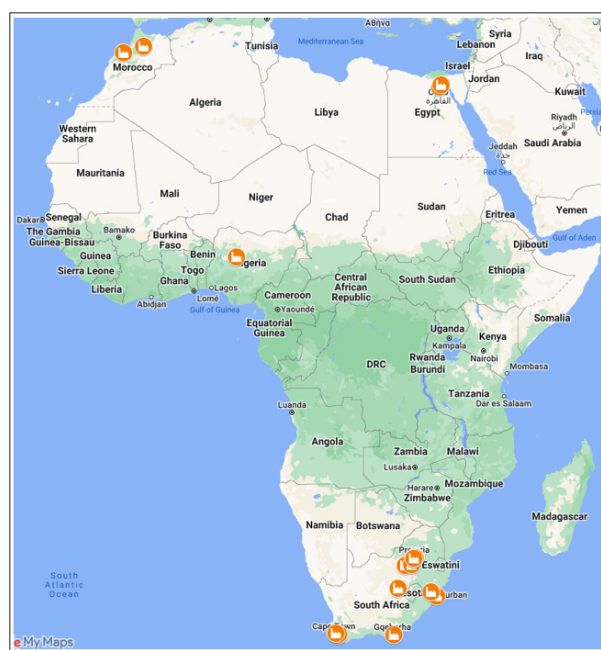 Αθήνα
Tunisia
Mediterranean Sea
Syria
Lebanon
Iraq
Israel
Morocco
Jordan
Kuwait
Algeria
Libya
القاهرة
Egypt
Riyadh
الرياض
Western
Sahara
Saudi Arabia
Jeddah
جدة
Mauritania
Red Sea
Mali
Niger
Chad
Sudan
Eritrea
Yemen
Dakar
Senegal
The Gambia
Guinea-Bissau
Bamako
Burkina
Faso
Djibouti
Gulf of Aden
Guinea
Benin
Sierra Leone
Togo
Ghana
Ethiopia
Central
African
Republic
South Sudan
Liberia
Lagos
Lomé
Abidjan
Cameroon
Yaoundé
Gulf of Guinea
Somalia
Equatorial
Guinea
Uganda
Kampala
Kenya
Nairobi
DRC
Rwanda
Burundi
Mombasa
Tanzania
Dar es Salaam
Luanda
Angola
Zambia
Malawi
Lusaka
Harare
Mozambique
Zimbabwe
Madagascar
Namibia
Botswana
Eswatini
South
Atlantic
Ocean
South Africa
My Maps